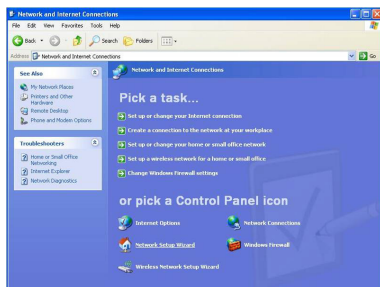 Network and Internet Connections
File Edit View Favorites Tools Help
Back Search Folders
Address Network and Internet Connections Go
See Also
My Network Places
Printers and Other
Hardware
Remote Desktop
Phone and Modem Options
Troubleshooters
Home or Small Office
Networking
Internet Explorer
Network Diagnostics
Network and Internet Connections
Pick a task...
Set up or change your Internet connection
Create a connection to the network at your workplace
Set up or change your home or small office network
Set up a wireless network for a home or small office
Change Windows Firewall settings
or pick a Control Panel icon
Internet Options Network Connections
Network Setup Wizard Windows Firewall
Wireless Network Setup Wizard